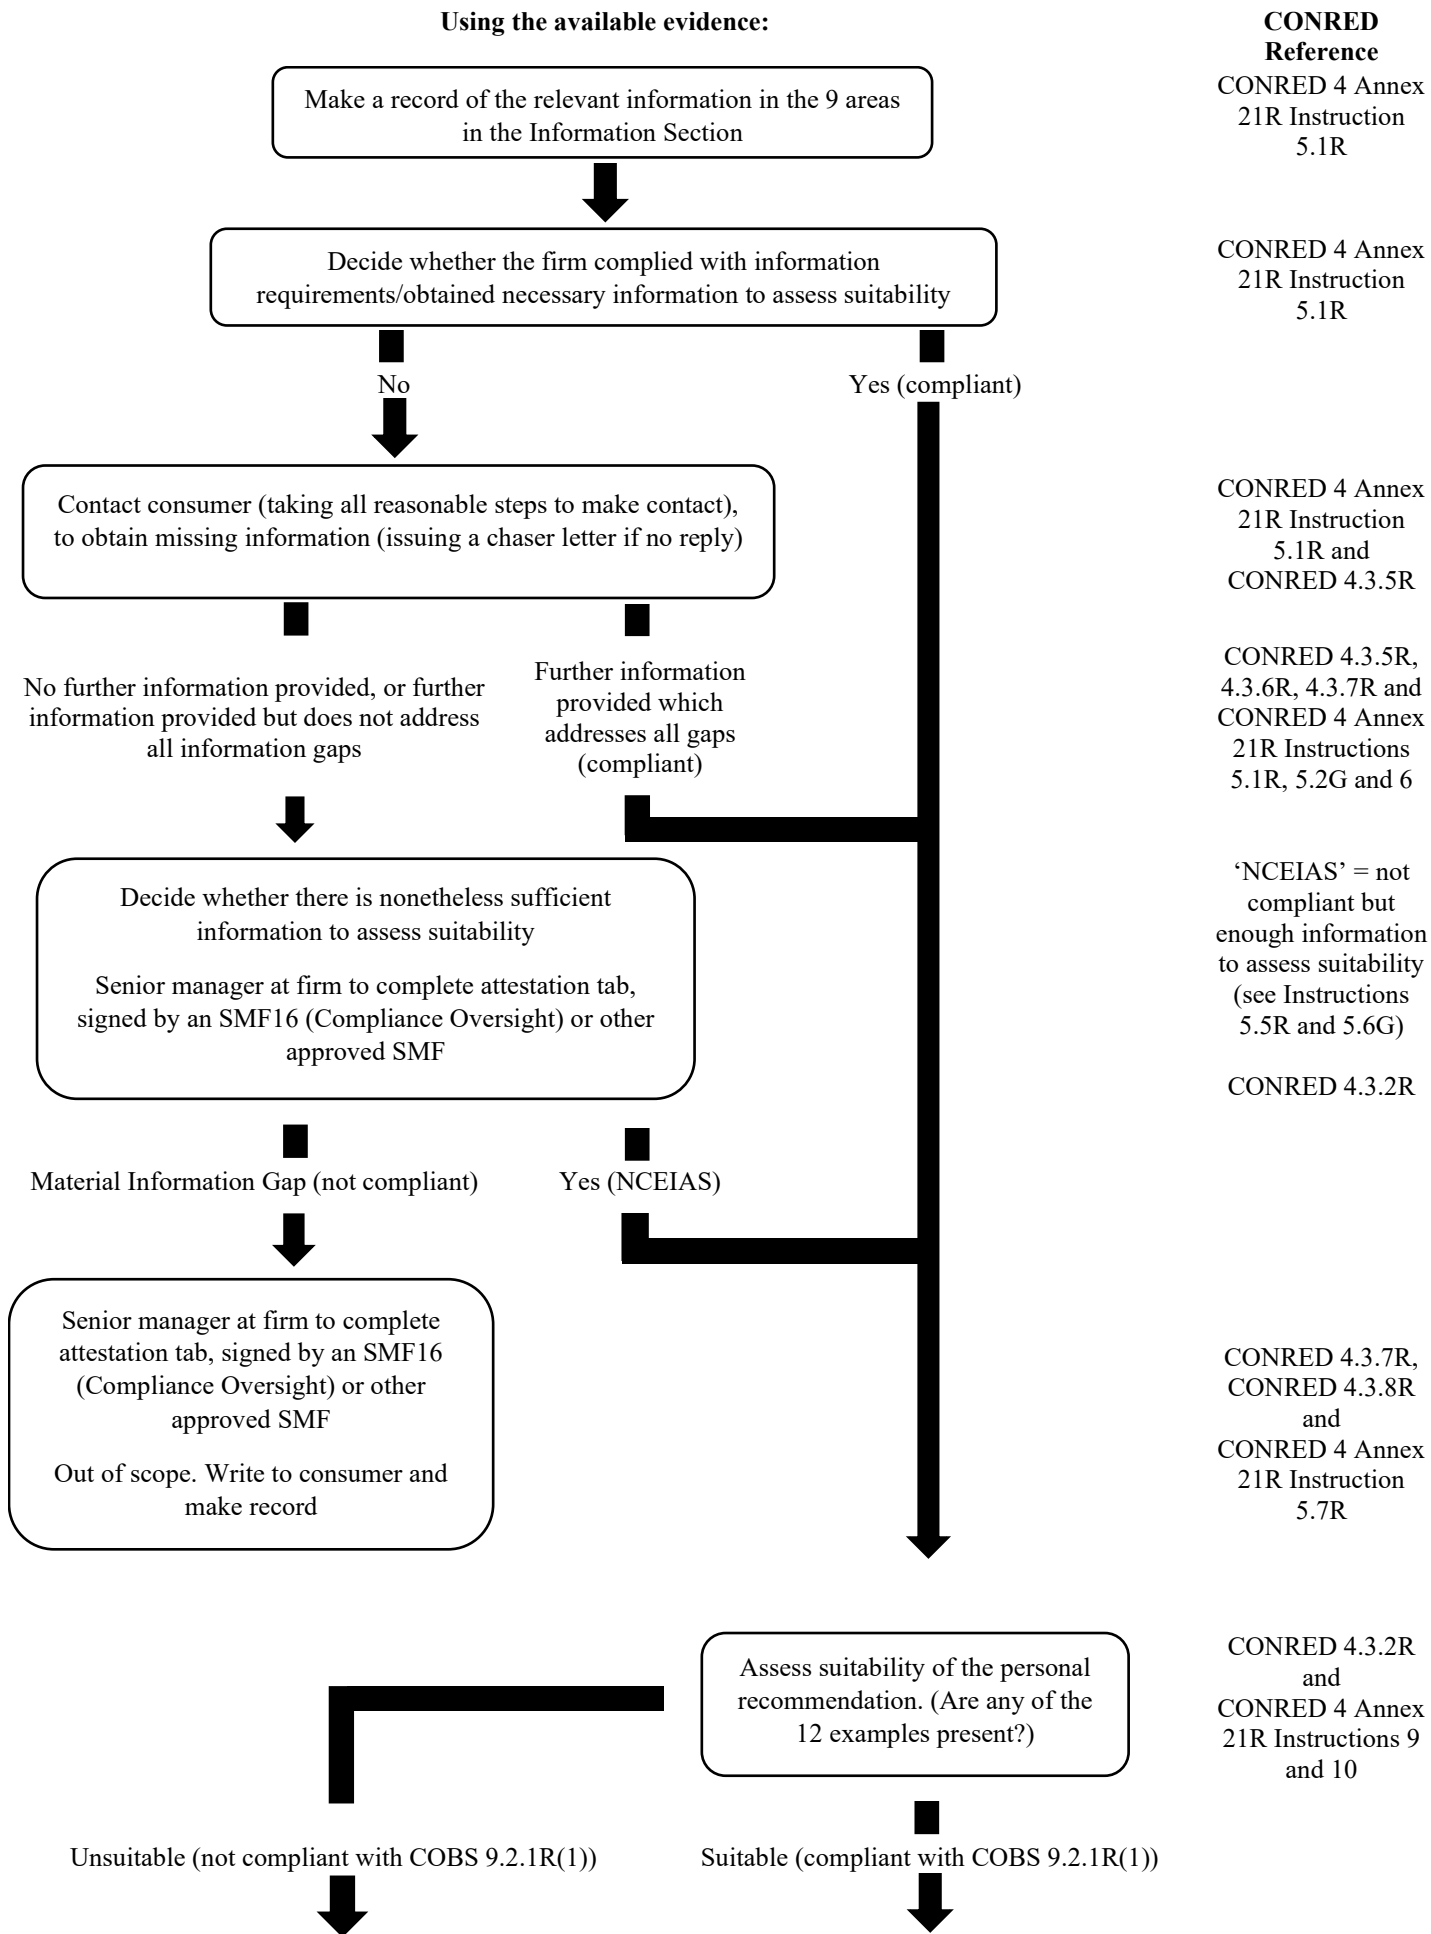 Using the available evidence:
CONRED
Reference
Make a record of the relevant information in the 9 areas
in the Information Section
CONRED 4 Annex
21R Instruction
5.1R
Decide whether the firm complied with information
requirements/obtained necessary information to assess suitability
CONRED 4 Annex
21R Instruction
5.1R
No
Yes (compliant)
Contact consumer (taking all reasonable steps to make contact),
to obtain missing information (issuing a chaser letter if no reply)
CONRED 4 Annex
21R Instruction
5.1R and
CONRED 4.3.5R
No further information provided, or further
information provided but does not address
all information gaps
Further information
provided which
addresses all gaps
(compliant)
CONRED 4.3.5R,
4.3.6R, 4.3.7R and
CONRED 4 Annex
21R Instructions
5.1R, 5.2G and 6
Decide whether there is nonetheless sufficient
information to assess suitability
Senior manager at firm to complete attestation tab,
signed by an SMF16 (Compliance Oversight) or other
approved SMF
‘NCEIAS’ = not
compliant but
enough information
to assess suitability
(see Instructions
5.5R and 5.6G)
CONRED 4.3.2R
Material Information Gap (not compliant)
Yes (NCEIAS)
Senior manager at firm to complete
attestation tab, signed by an SMF16
(Compliance Oversight) or other
approved SMF
Out of scope. Write to consumer and
make record
CONRED 4.3.7R,
CONRED 4.3.8R
and
CONRED 4 Annex
21R Instruction
5.7R
Assess suitability of the personal
recommendation. (Are any of the
12 examples present?)
CONRED 4.3.2R
and
CONRED 4 Annex
21R Instructions 9
and 10
Unsuitable (not compliant with COBS 9.2.1R(1))
Suitable (compliant with COBS 9.2.1R(1))